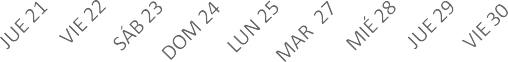 JUE 21
VIE 22
SÁB 23
DOM 24
LUN 25
MAR 27
MIÉ 28
JUE 29
VIE 30